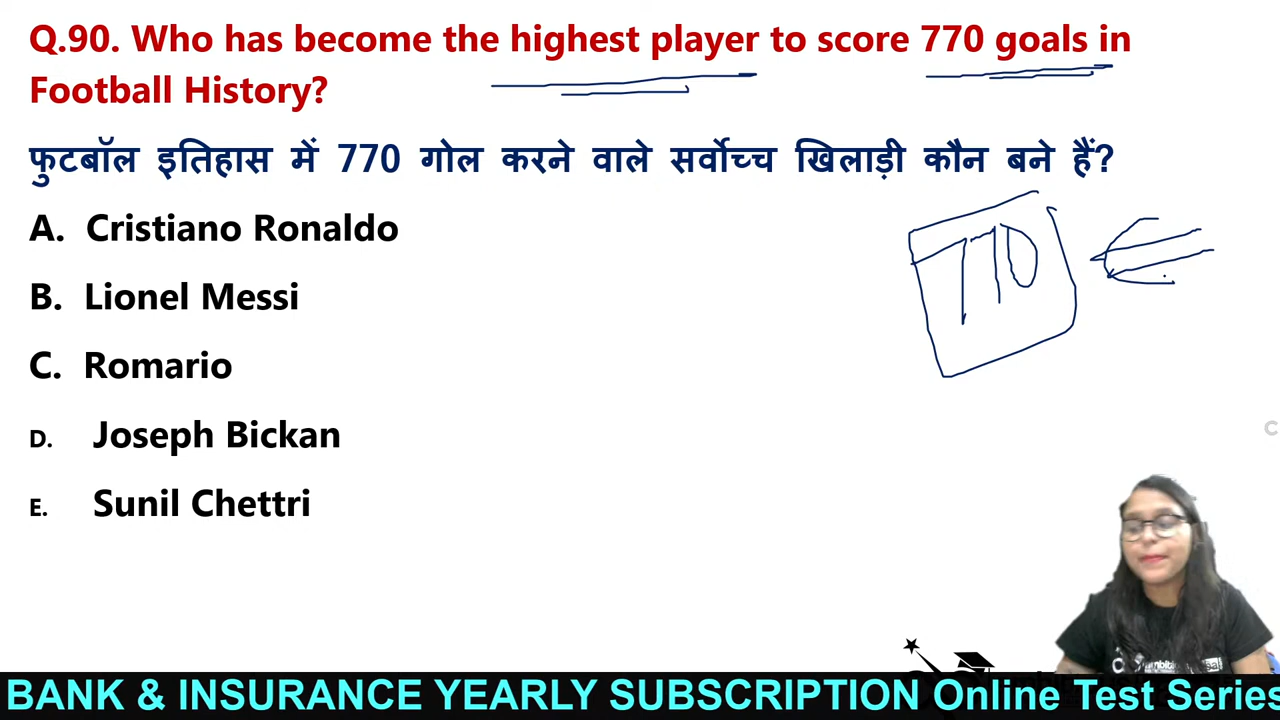 Q.90. Who has become the highest player to score 770 goals in
Football History?
फुटबॉल इतिहास में 770 गोल करने वाले सर्वोच्च खिलाड़ी कौन बने हैं?
A. Cristiano Ronaldo
770
B. Lionel Messi
C. Romario
D. Joseph Bickan
E. Sunil Chettri
BANK & INSURANCE YEARLY SUBSCRIPTION Online Test Series